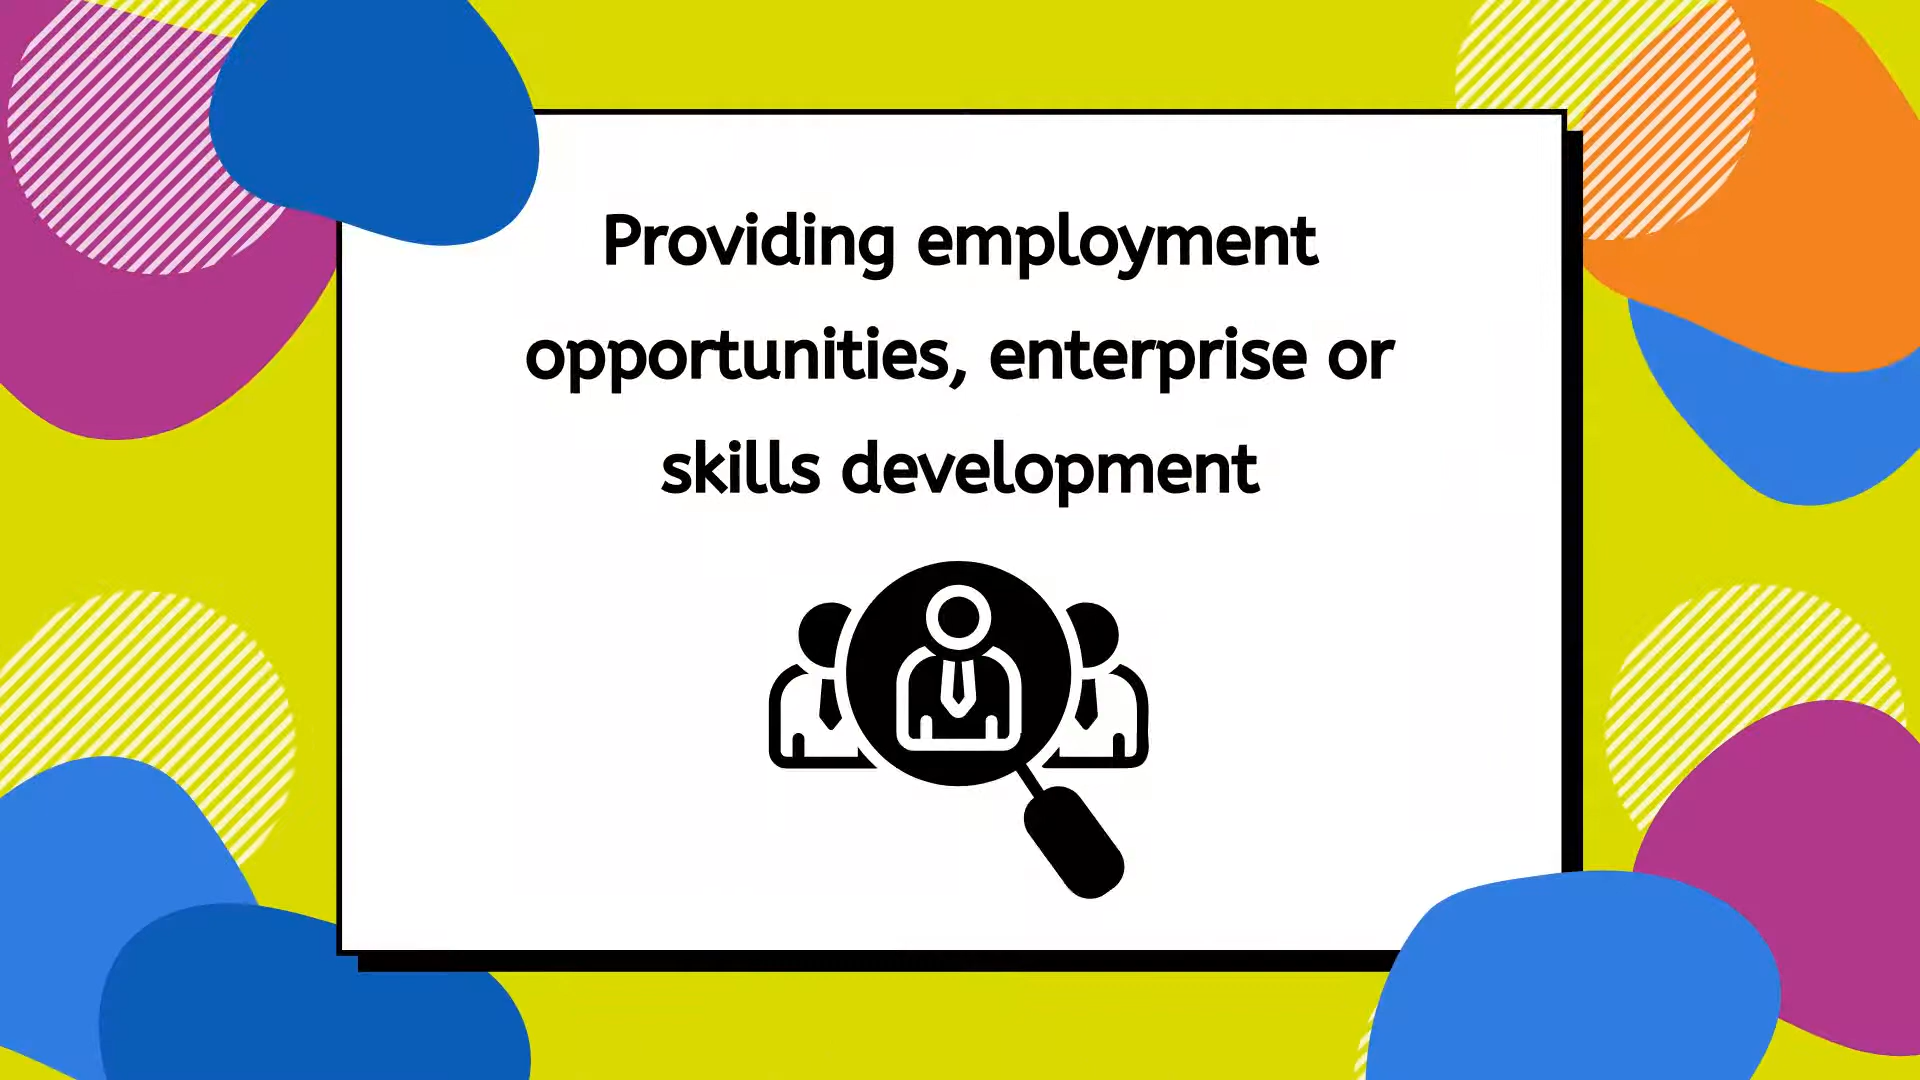 Providing employment
opportunities, enterprise or
skills development